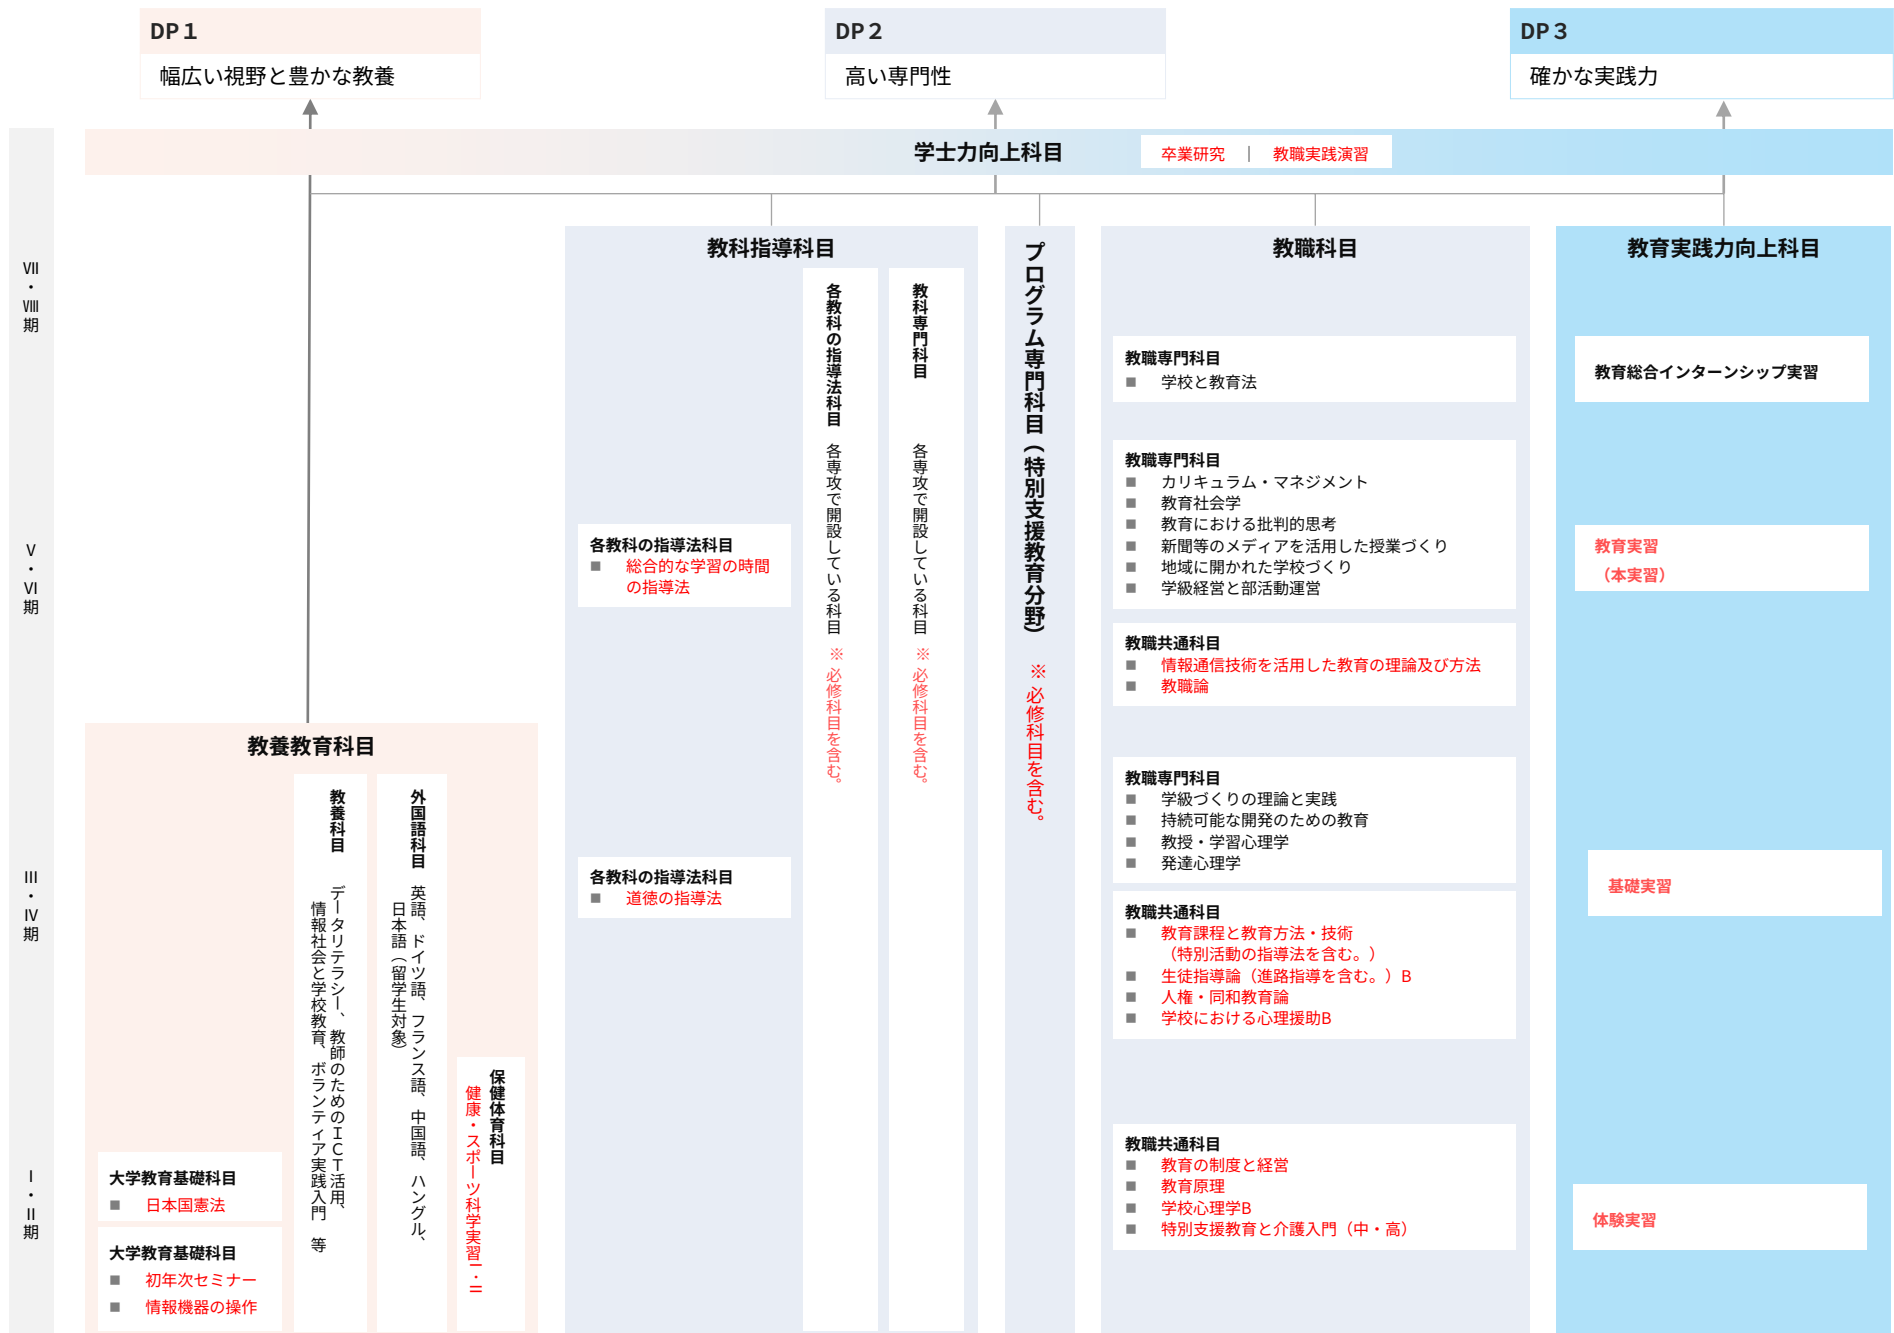 DP１
幅広い視野と豊かな教養
DP２
高い専門性
DP３
確かな実践力
学士力向上科目
卒業研究 | 教職実践演習
Ⅶ・Ⅷ期
Ⅴ・Ⅵ期
Ⅲ・Ⅳ期
Ⅰ・Ⅱ期
教養教育科目
大学教育基礎科目
■ 日本国憲法
大学教育基礎科目
■ 初年次セミナー
■ 情報機器の操作
教養科目
データリテラシー、教師のためのＩＣＴ活用、
情報社会と学校教育、ボランティア実践入門 等
外国語科目
英語、ドイツ語、フランス語、中国語、ハングル、
日本語（留学生対象）
保健体育科目
健康・スポーツ科学実習Ⅰ・Ⅱ
教科指導科目
各教科の指導法科目
■ 総合的な学習の時間
の指導法
各教科の指導法科目
■ 道徳の指導法
各教科の指導法科目 各専攻で開設している科目 ※必修科目を含む。
教科専門科目 各専攻で開設している科目 ※必修科目を含む。
プログラム専門科目（特別支援教育分野） ※必修科目を含む。
教職科目
教職専門科目
■ 学校と教育法
教職専門科目
■ カリキュラム・マネジメント
■ 教育社会学
■ 教育における批判的思考
■ 新聞等のメディアを活用した授業づくり
■ 地域に開かれた学校づくり
■ 学級経営と部活動運営
教職共通科目
■ 情報通信技術を活用した教育の理論及び方法
■ 教職論
教職専門科目
■ 学級づくりの理論と実践
■ 持続可能な開発のための教育
■ 教授・学習心理学
■ 発達心理学
教職共通科目
■ 教育課程と教育方法・技術
（特別活動の指導法を含む。）
■ 生徒指導論（進路指導を含む。）B
■ 人権・同和教育論
■ 学校における心理援助B
教職共通科目
■ 教育の制度と経営
■ 教育原理
■ 学校心理学B
■ 特別支援教育と介護入門（中・高）
教育実践力向上科目
教育総合インターンシップ実習
教育実習
（本実習）
基礎実習
体験実習